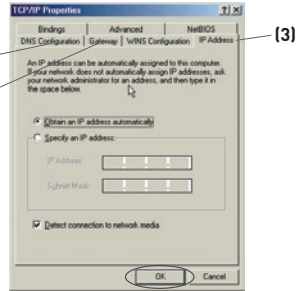 TCP/IP Properties
Bindings Advanced NetBIOS
DNS Configuration Gateway WINS Configuration IP Address
(3)
An IP address can be automatically assigned to this computer.
If your network does not automatically assign IP addresses, ask
your network administrator for an address, and then type it in
the space below.
Obtain an IP address automatically
Specify an IP address:
IP Address:
Subnet Mask:
Detect connection to network media
OK Cancel